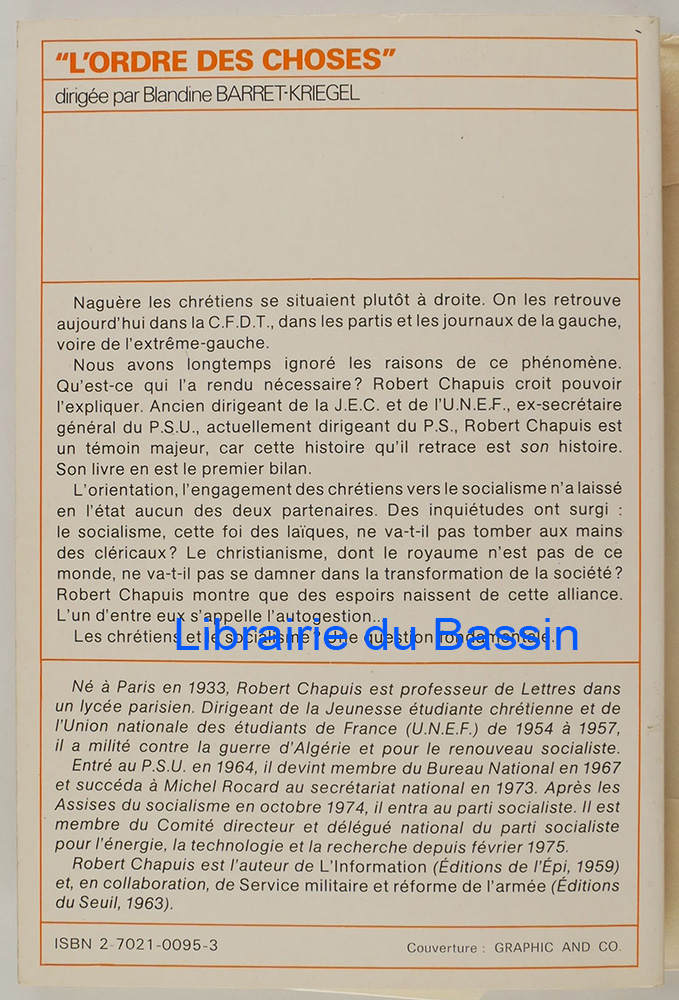 "L'ORDRE DES CHOSES"
dirigée par Blandine BARRET-KRIEGEL
Naguère les chrétiens se situaient plutôt à droite. On les retrouve
aujourd'hui dans la C.F.D.T., dans les partis et les journaux de la gauche,
voire de l'extrême-gauche.
Nous avons longtemps ignoré les raisons de ce phénomène.
Qu'est-ce qui l'a rendu nécessaire? Robert Chapuis croit pouvoir
l'expliquer. Ancien dirigeant de la J.E.C. et de l'U.N.E.F., ex-secrétaire
général du P.S.U., actuellement dirigeant du P.S., Robert Chapuis est
un témoin majeur, car cette histoire qu'il retrace est son histoire.
Son livre en est le premier bilan.
L'orientation, l'engagement des chrétiens vers le socialisme n'a laissé
en l'état aucun des deux partenaires. Des inquiétudes ont surgi :
le socialisme, cette foi des laïques, ne va-t-il pas tomber aux mains
des cléricaux? Le christianisme, dont le royaume n'est pas de ce
monde, ne va-t-il pas se damner dans la transformation de la société?
Robert Chapuis montre que des espoirs naissent de cette alliance.
L'un d'entre eux s'appelle l'autogestion..
Les chrétiens et le socialisme? Une question fondamentale.
Librairie du Bassin
Né à Paris en 1933, Robert Chapuis est professeur de Lettres dans
un lycée parisien. Dirigeant de la Jeunesse étudiante chrétienne et de
l'Union nationale des étudiants de France (U.N.E.F.) de 1954 à 1957,
il a milité contre la guerre d'Algérie et pour le renouveau socialiste.
Entré au P.S.U. en 1964, il devint membre du Bureau National en 1967
et succéda à Michel Rocard au secrétariat national en 1973. Après les
Assises du socialisme en octobre 1974, il entra au parti socialiste. Il est
membre du Comité directeur et délégué national du parti socialiste
pour l'énergie, la technologie et la recherche depuis février 1975.
Robert Chapuis est l'auteur de L'Information (Éditions de l'Épi, 1959)
et, en collaboration, de Service militaire et réforme de l'armée (Éditions
du Seuil, 1963).
ISBN 2-7021-0095-3
Couverture : GRAPHIC AND CO.